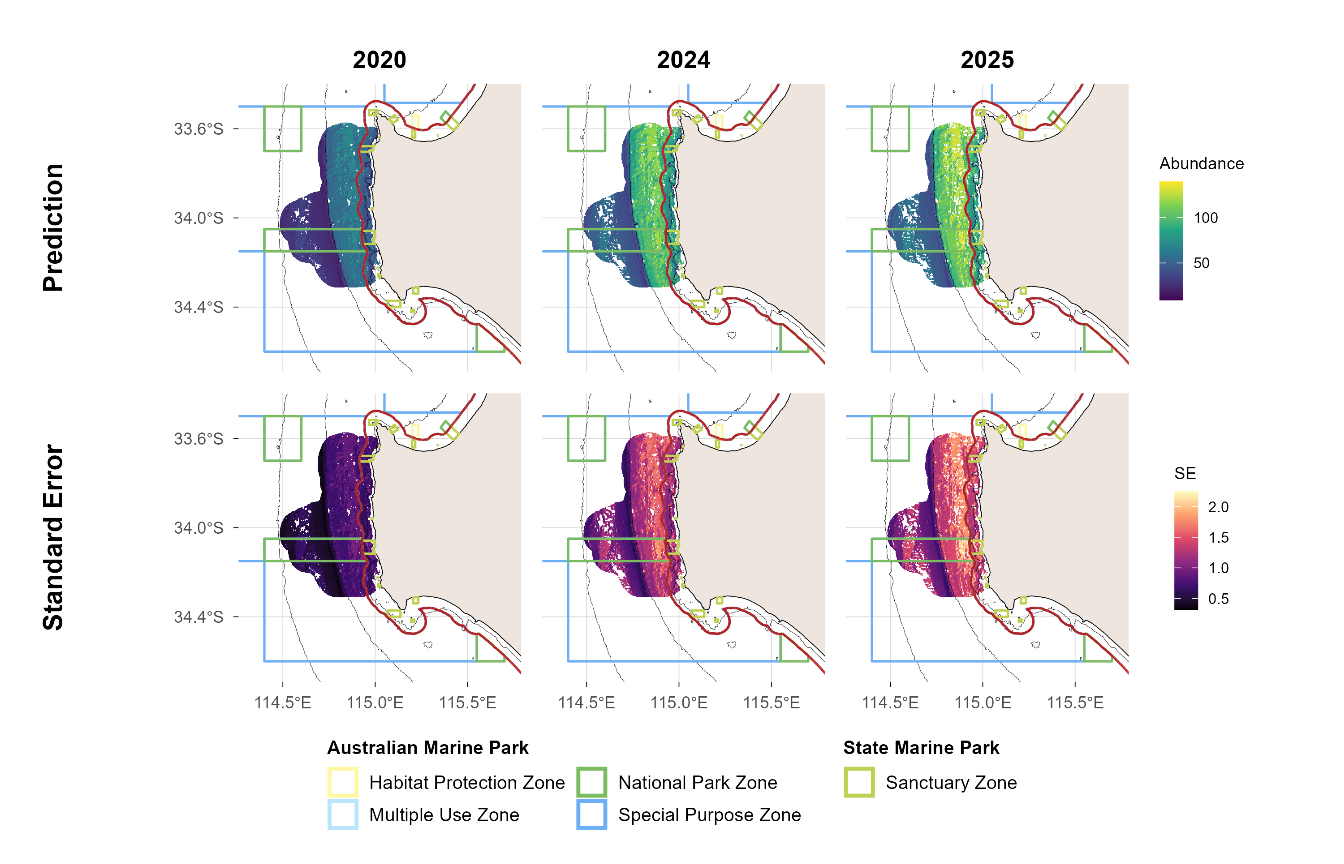 2020 2024 2025
Prediction
33.6°S
34.0°S
34.4°S
Abundance
100
50
Standard Error
33.6°S
34.0°S
34.4°S
SE
2.0
1.5
1.0
0.5
114.5°E 115.0°E 115.5°E 114.5°E 115.0°E 115.5°E 114.5°E 115.0°E 115.5°E
Australian Marine Park State Marine Park
Habitat Protection Zone National Park Zone Sanctuary Zone
Multiple Use Zone Special Purpose Zone